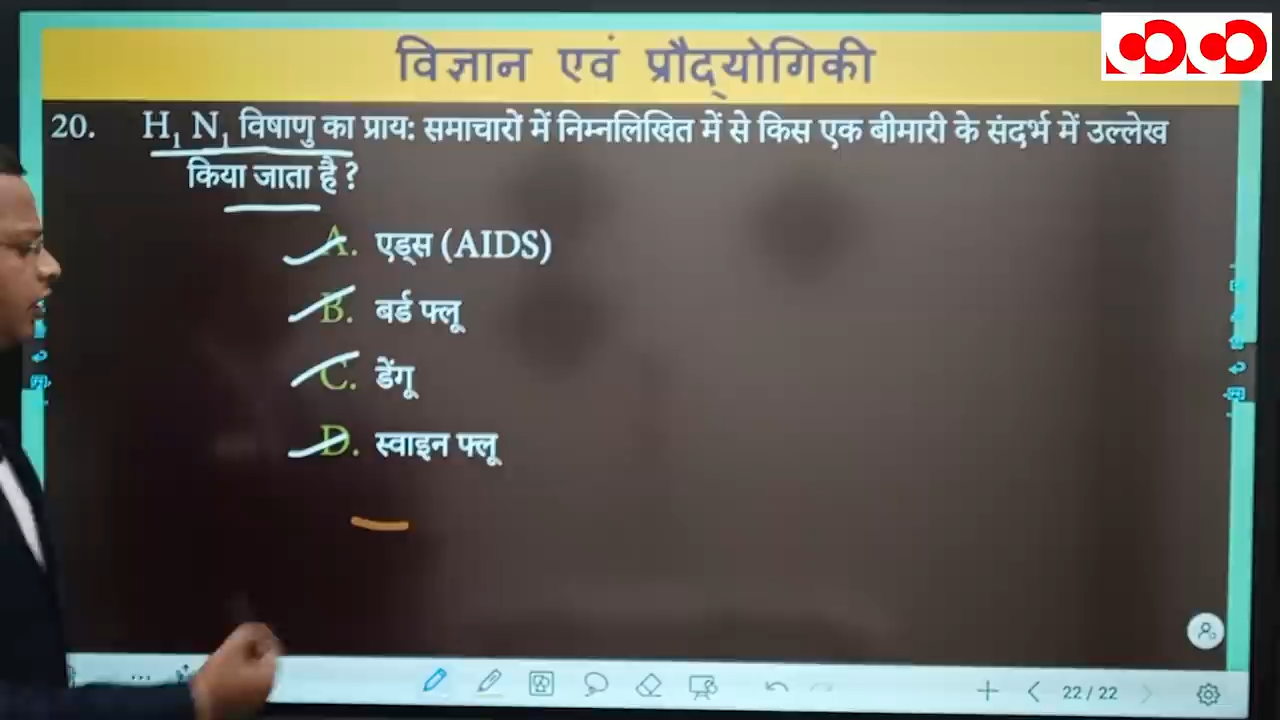 विज्ञान एवं प्रौद्योगिकी
20. H₁ N₁ विषाणु का प्राय: समाचारों में निम्नलिखित में से किस एक बीमारी के संदर्भ में उल्लेख
किया जाता है ?
A. एड्स (AIDS)
B. बर्ड फ्लू
C. डेंगू
D. स्वाइन फ्लू
22 / 22